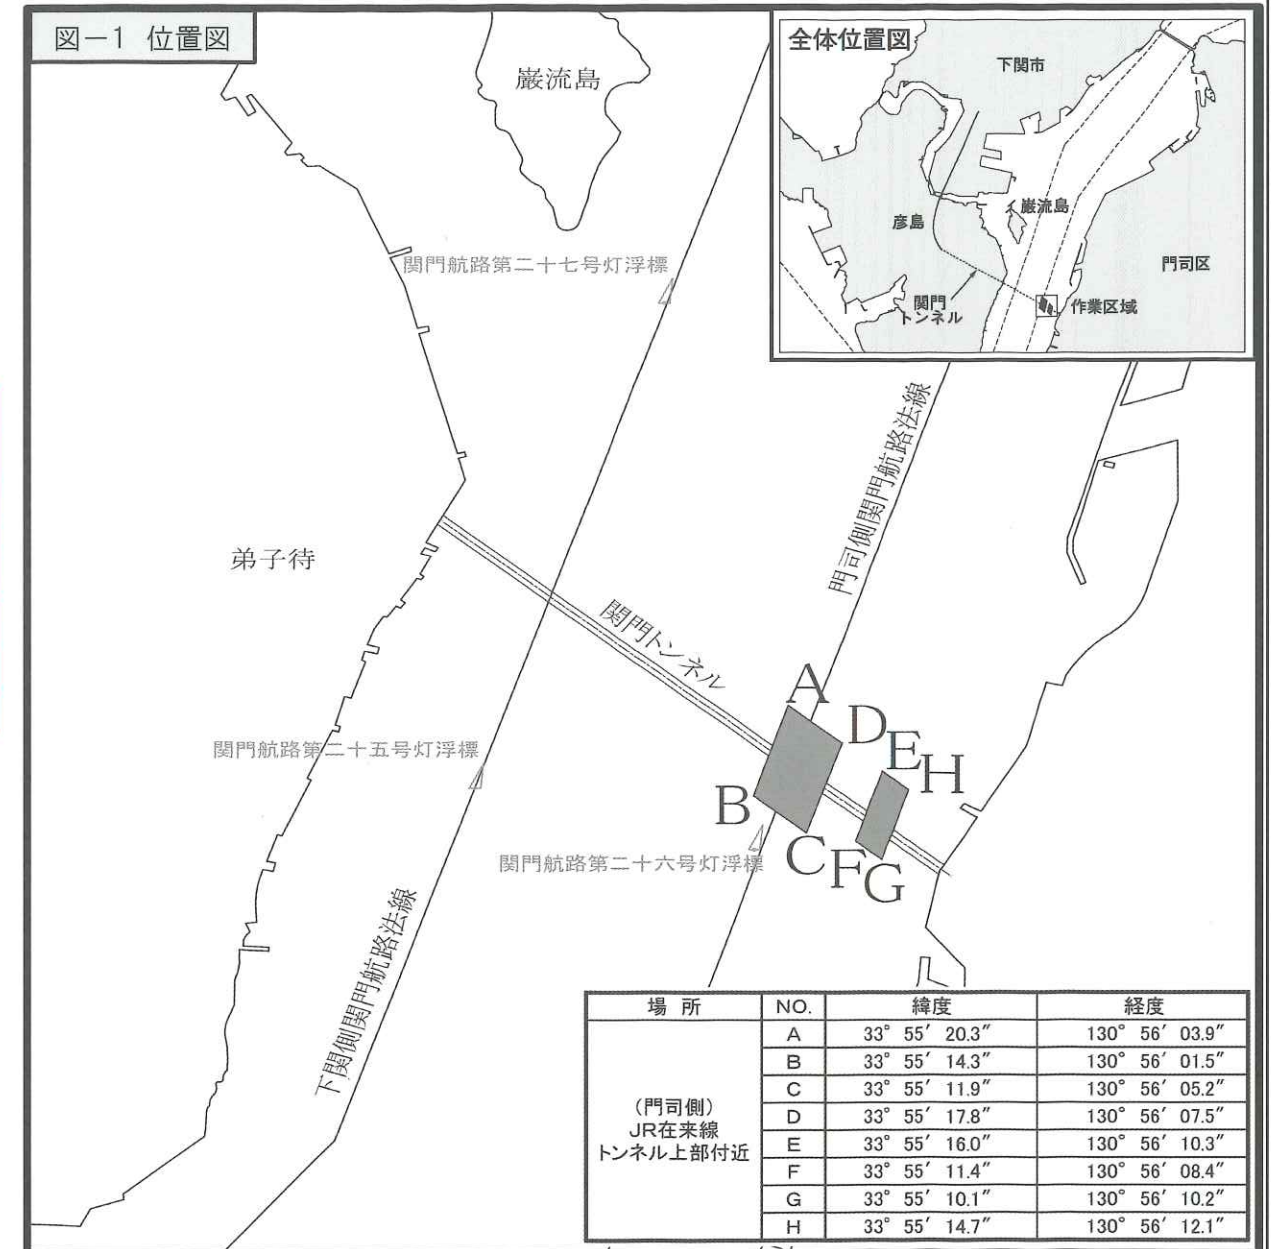 図－1 位置図
巌流島
全体位置図
下関市
巌流島
彦島
門司区
関門
トンネル
作業区域
関門航路第二十七号灯浮標
門司側関門航路法線
弟子待
関門トンネル
A
D
E
H
関門航路第二十五号灯浮標
B
C
F
G
関門航路第二十六号灯浮標
下関側関門航路法線
場 所 NO. 緯度 経度
(門司側)
JR在来線
トンネル上部付近
A 33° 55′ 20.3″ 130° 56′ 03.9″
B 33° 55′ 14.3″ 130° 56′ 01.5″
C 33° 55′ 11.9″ 130° 56′ 05.2″
D 33° 55′ 17.8″ 130° 56′ 07.5″
E 33° 55′ 16.0″ 130° 56′ 10.3″
F 33° 55′ 11.4″ 130° 56′ 08.4″
G 33° 55′ 10.1″ 130° 56′ 10.2″
H 33° 55′ 14.7″ 130° 56′ 12.1″